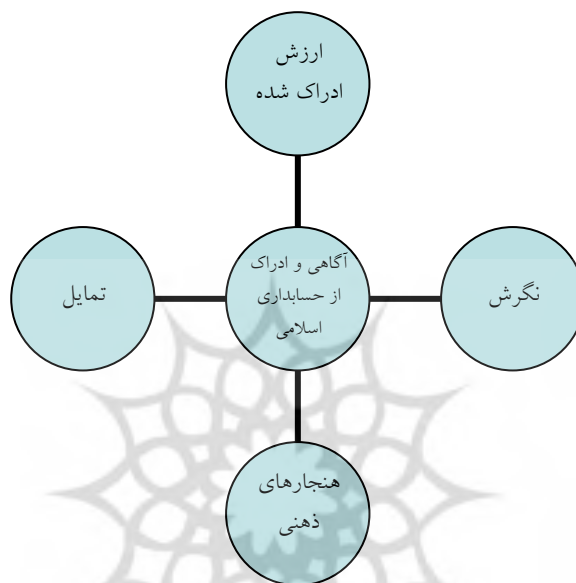 ارزش
ادراک شده
آگاهی و ادراک
از حسابداری
اسلامی
نگرش
تمایل
هنجارهای
ذهنی